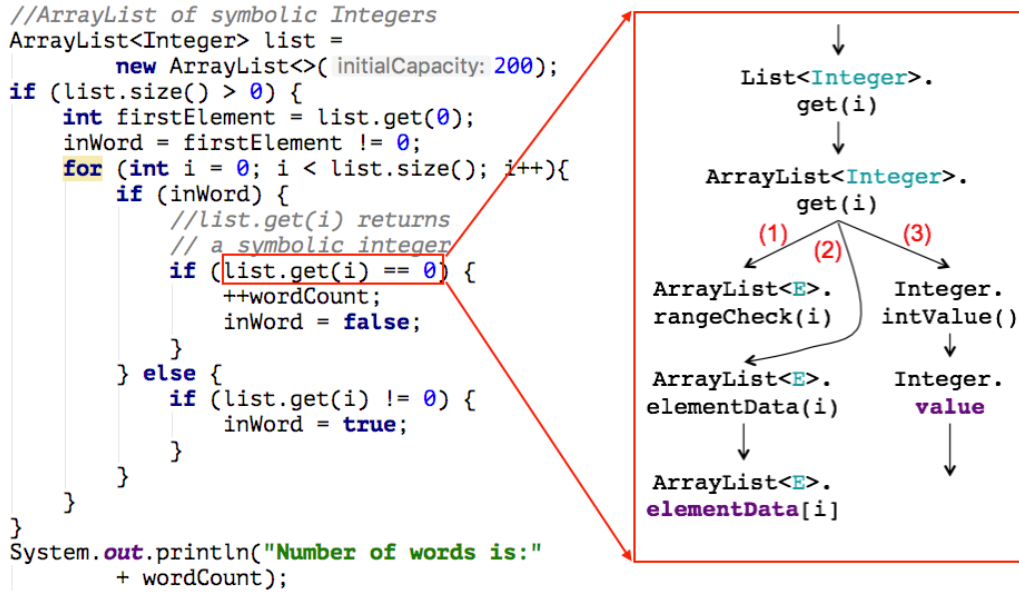 //ArrayList of symbolic Integers
ArrayList<Integer> list =
new ArrayList<>( initialCapacity: 200);
if (list.size() > 0) {
int firstElement = list.get(0);
inWord = firstElement != 0;
for (int i = 0; i < list.size(); i++){
if (inWord) {
//list.get(i) returns
// a symbolic integer
if (list.get(i) == 0) {
++wordCount;
inWord = false;
}
} else {
if (list.get(i) != 0) {
inWord = true;
}
}
}
}
System.out.println("Number of words is:"
+ wordCount);
List<Integer>.
get(i)
ArrayList<Integer>.
get(i)
(1)
(2)
(3)
ArrayList<E>.
rangeCheck(i)
Integer.
intValue()
ArrayList<E>.
elementData(i)
Integer.
value
ArrayList<E>.
elementData[i]